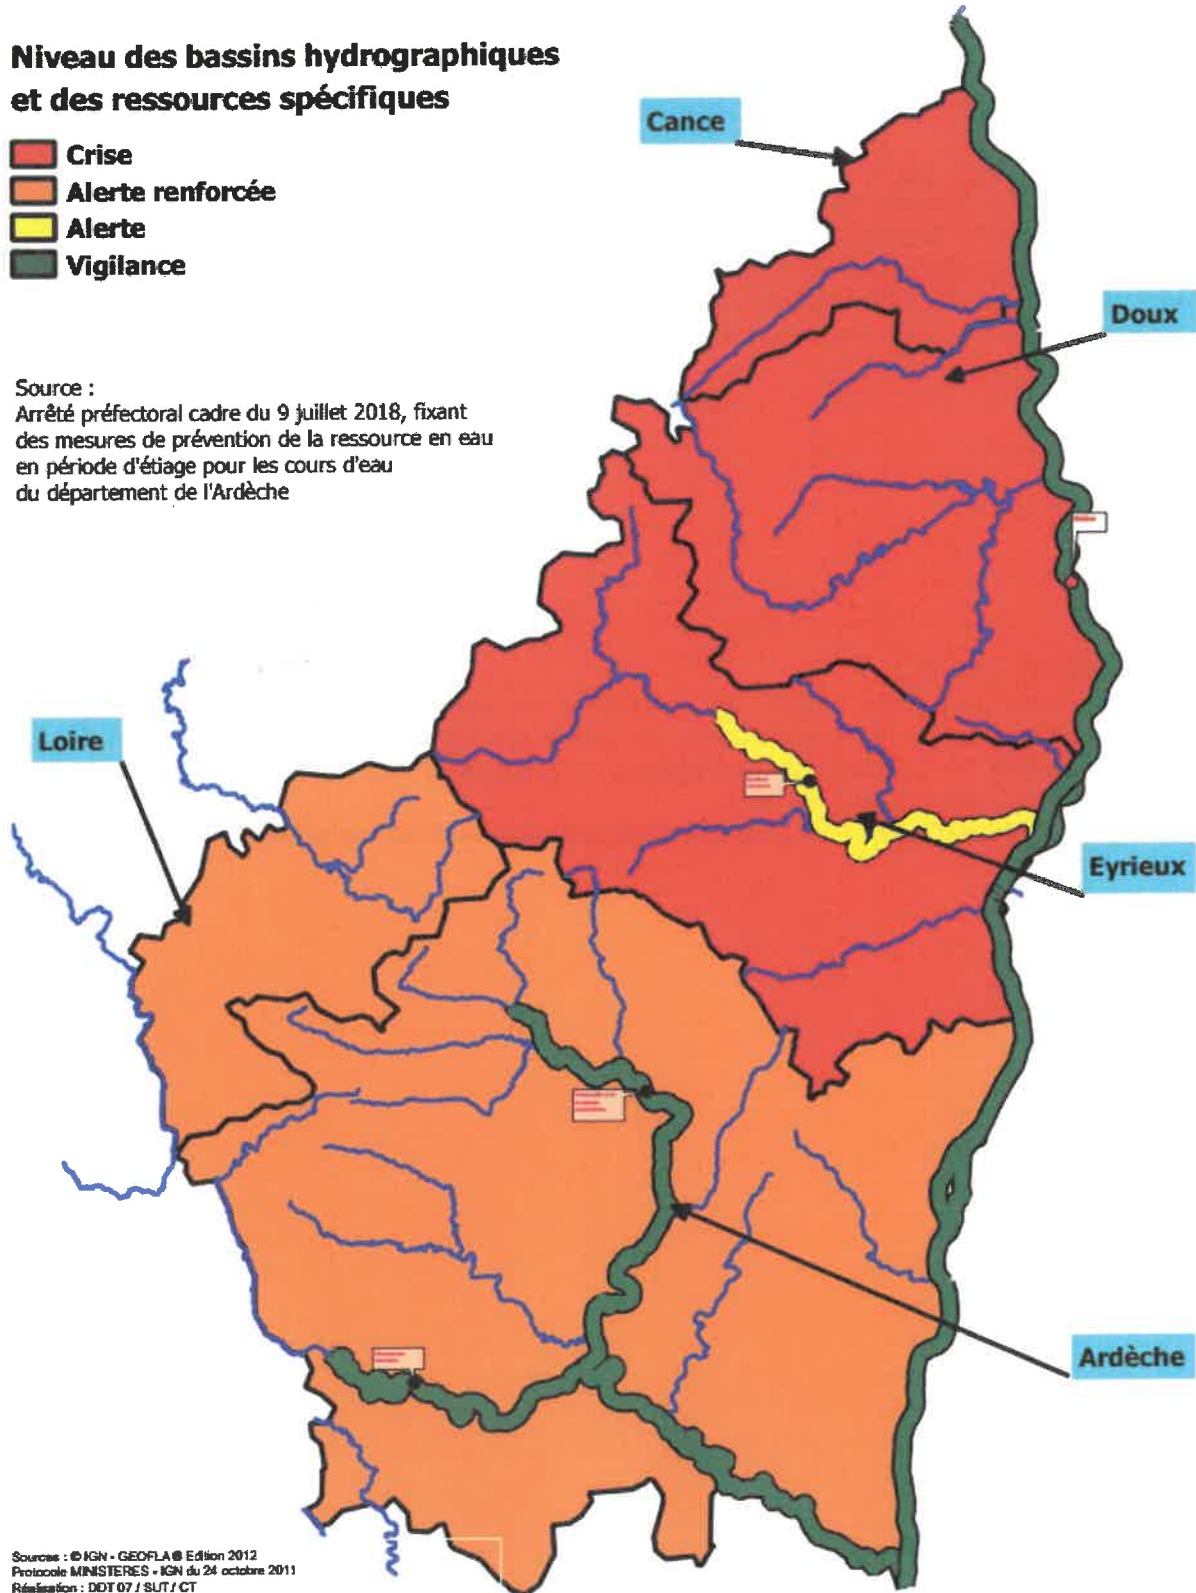 Niveau des bassins hydrographiques
et des ressources spécifiques
Crise
Alerte renforcée
Alerte
Vigilance
Source :
Arrêté préfectoral cadre du 9 juillet 2018, fixant
des mesures de prévention de la ressource en eau
en période d'étiage pour les cours d'eau
du département de l'Ardèche
Cance
Doux
Loire
Eyrieux
Ardèche
Sources : © IGN - GEOFLA® Edition 2012
Protocole MINISTERES - IGN du 24 octobre 2011
Réalisation : DDT 07 / SUT / CT